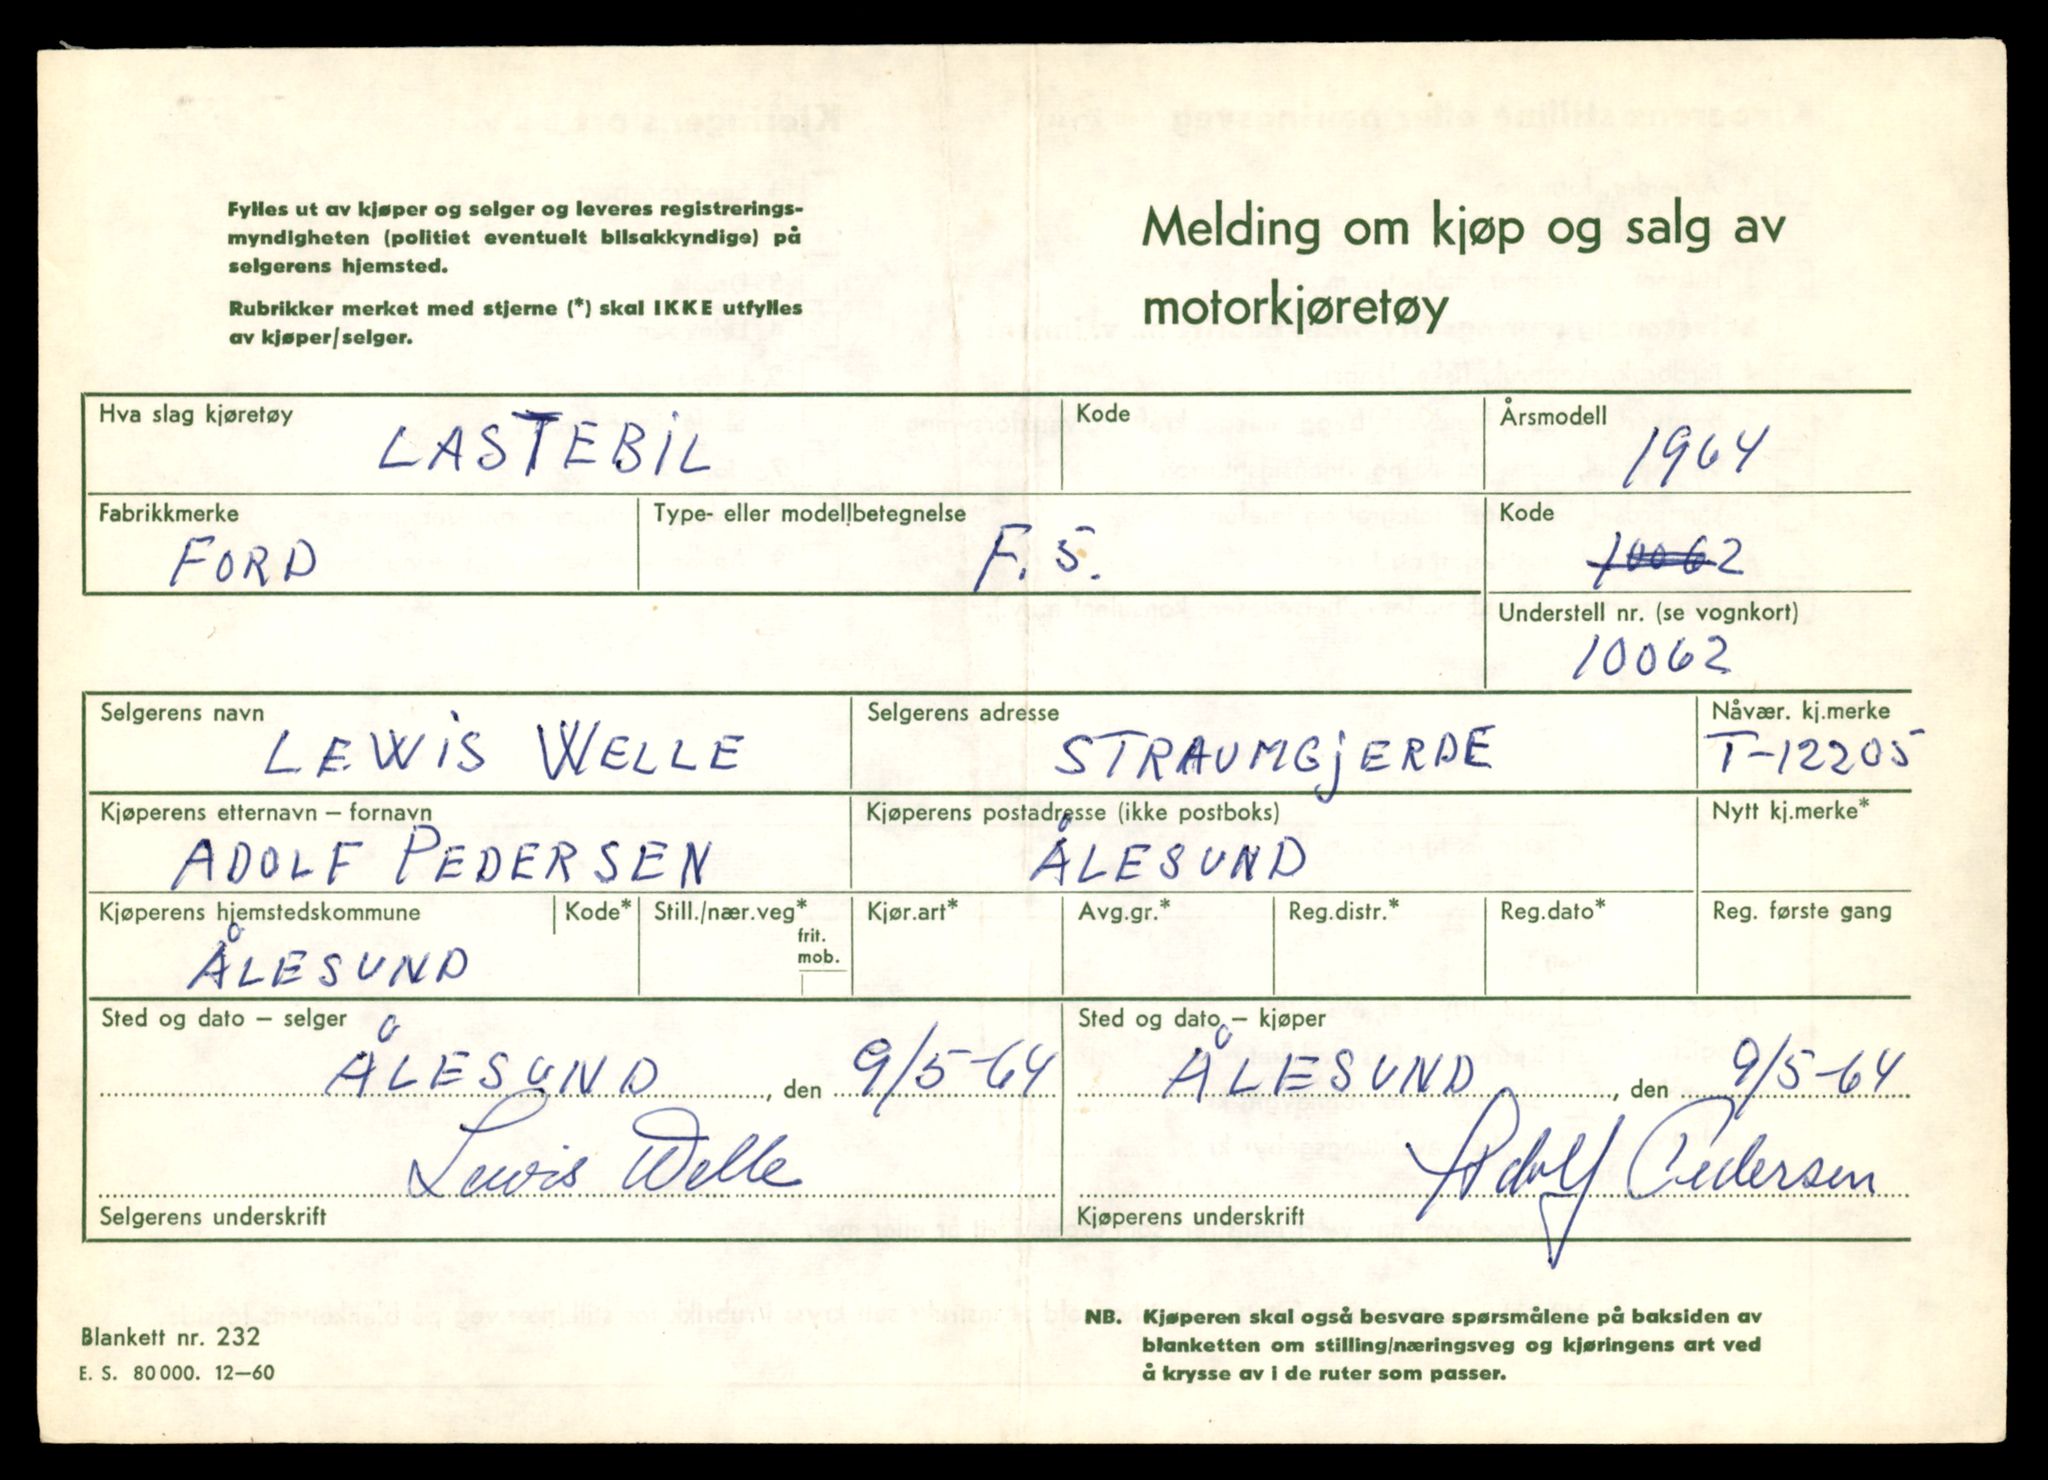 Fylles ut av kjøper og selger og leveres registrerings-
myndigheten (politiet eventuelt bilsakkyndige) på
selgerens hjemsted.
Rubrikker merket med stjerne (*) skal IKKE utfylles
av kjøper/selger.
Melding om kjøp og salg av
motorkjøretøy
Hva slag kjøretøy
LASTEBIL
Kode
Årsmodell
1964
Fabrikkmerke
FORD
Type- eller modellbetegnelse
F. 5.
Kode
10062
Understell nr. (se vognkort)
10062
Selgerens navn
LEWIS WELLE
Selgerens adresse
STRAUMGJERDE
Nåvær. kj.merke
T-12205
Kjøperens etternavn – fornavn
ADOLF PEDERSEN
Kjøperens postadresse (ikke postboks)
ÅLESUND
Nytt kj.merke*
Kjøperens hjemstedskommune
ÅLESUND
Kode*
Still./nær.veg*
frit.
mob.
Kjør.art*
Avg.gr.*
Reg.distr.*
Reg.dato*
Reg. første gang
Sted og dato – selger
ÅLESUND, den 9/5-64
Lewis Welle
Selgerens underskrift
Sted og dato – kjøper
ÅLESUND, den 9/5-64
Adolf Pedersen
Kjøperens underskrift
Blankett nr. 232
E. S. 80000. 12–60
NB. Kjøperen skal også besvare spørsmålene på baksiden av
blanketten om stilling/næringsveg og kjøringens art ved
å krysse av i de ruter som passer.